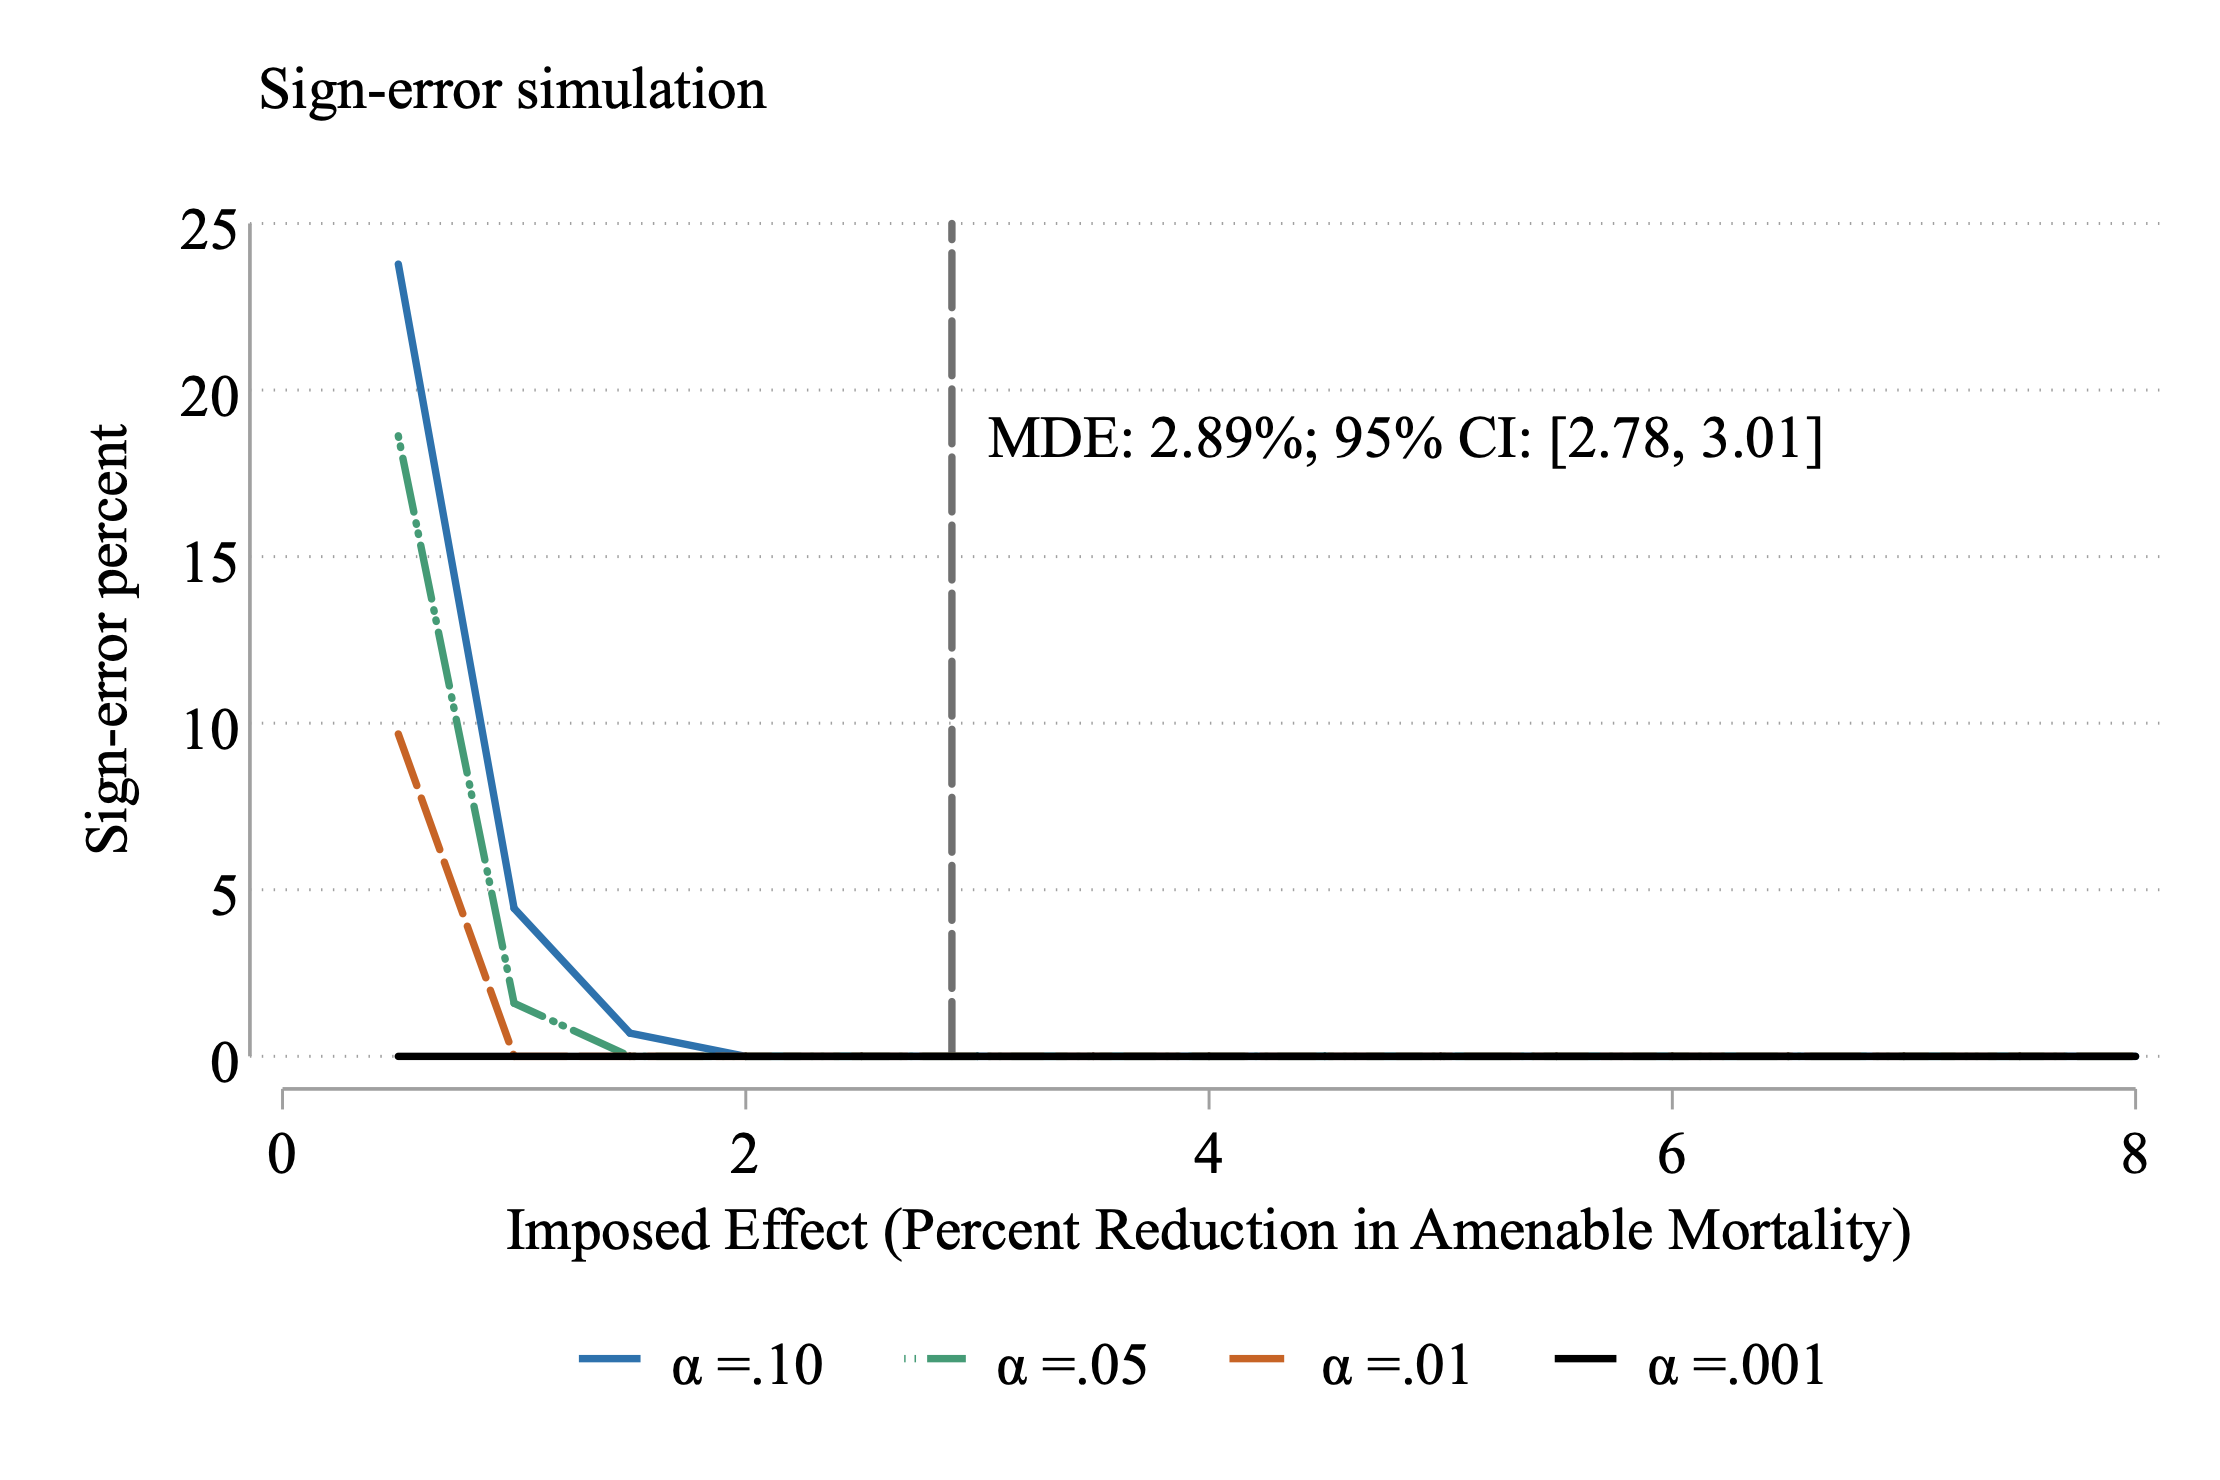 Sign-error simulation
25
20
15
10
5
0
Sign-error percent
MDE: 2.89%; 95% CI: [2.78, 3.01]
0 2 4 6 8
Imposed Effect (Percent Reduction in Amenable Mortality)
α =.10 α =.05 α =.01 α =.001